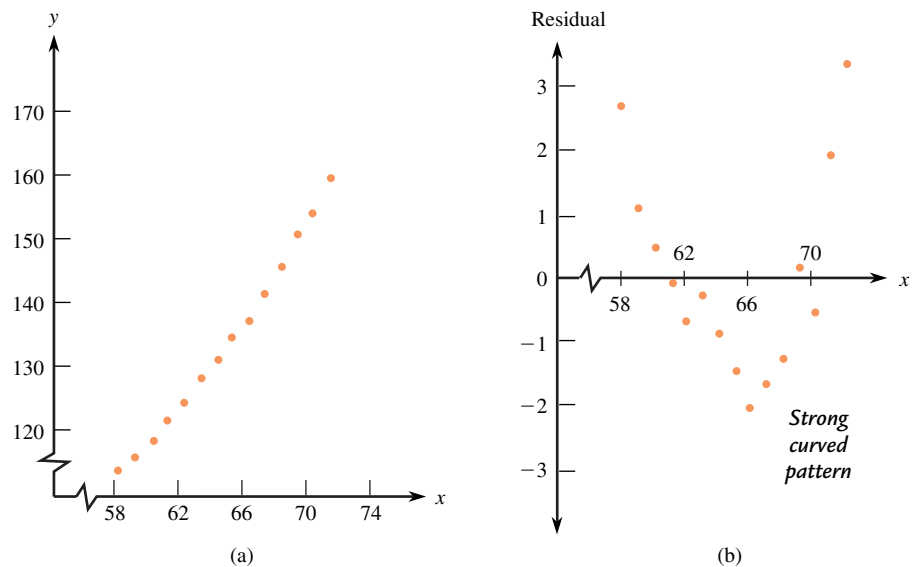 y
170
160
150
140
130
120
58 62 66 70 74 x
(a)
Residual
3
2
1
62 70
0 x
58 66
−1
−2
−3
Strong
curved
pattern
(b)